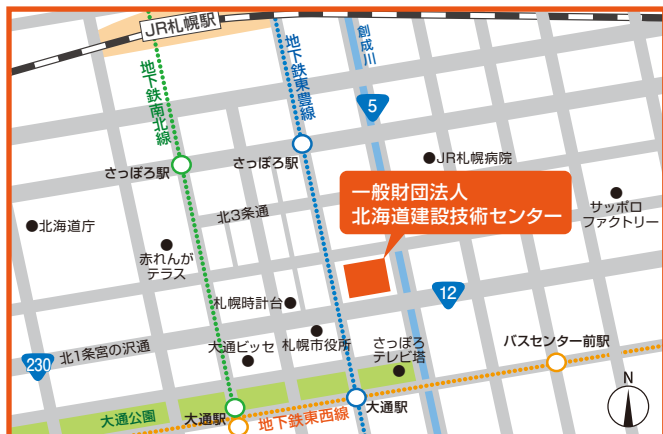 JR札幌駅
地下鉄南北線
地下鉄東豊線
創成川
5
さっぽろ駅
さっぽろ駅
JR札幌病院
一般財団法人
北海道建設技術センター
北3条通
サッポロ
ファクトリー
北海道庁
赤れんが
テラス
札幌時計台
12
北1条宮の沢通
大通ビッセ
札幌市役所
さっぽろ
テレビ塔
バスセンター前駅
230
大通公園
大通駅
地下鉄東西線
大通駅
N